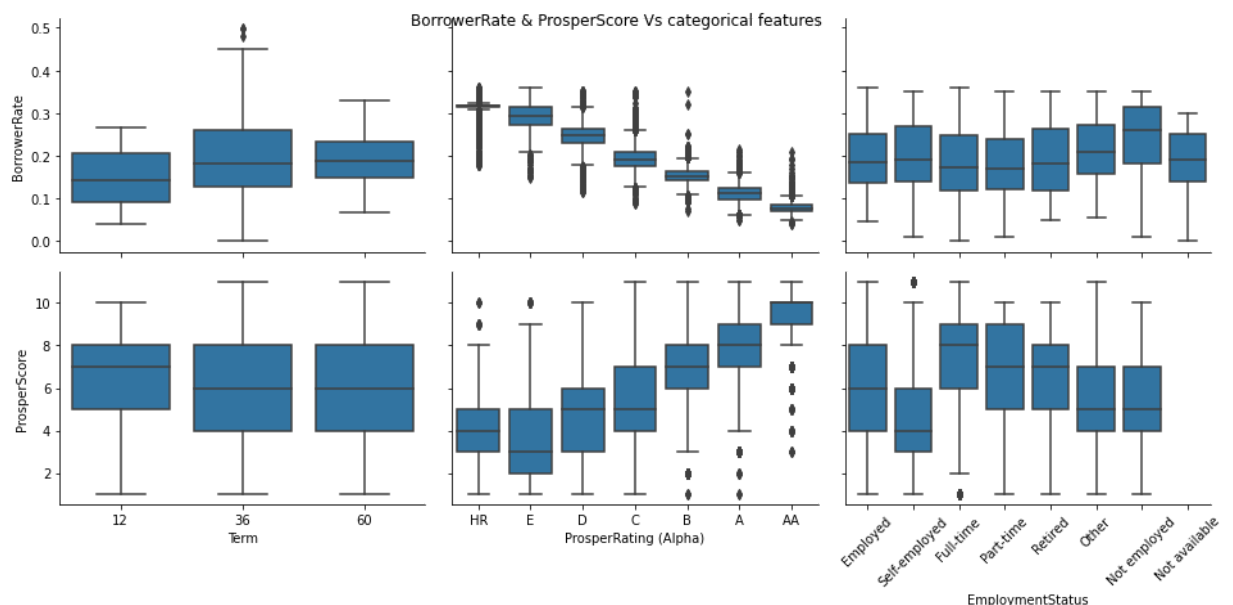 BorrowerRate & ProsperScore Vs categorical features
BorrowerRate
0.5
0.4
0.3
0.2
0.1
0.0
ProsperScore
10
8
6
4
2
12 36 60
Term
HR E D C B A AA
ProsperRating (Alpha)
Employed
Self-employed
Full-time
Part-time
Retired
Other
Not employed
Not available
EmploymentStatus